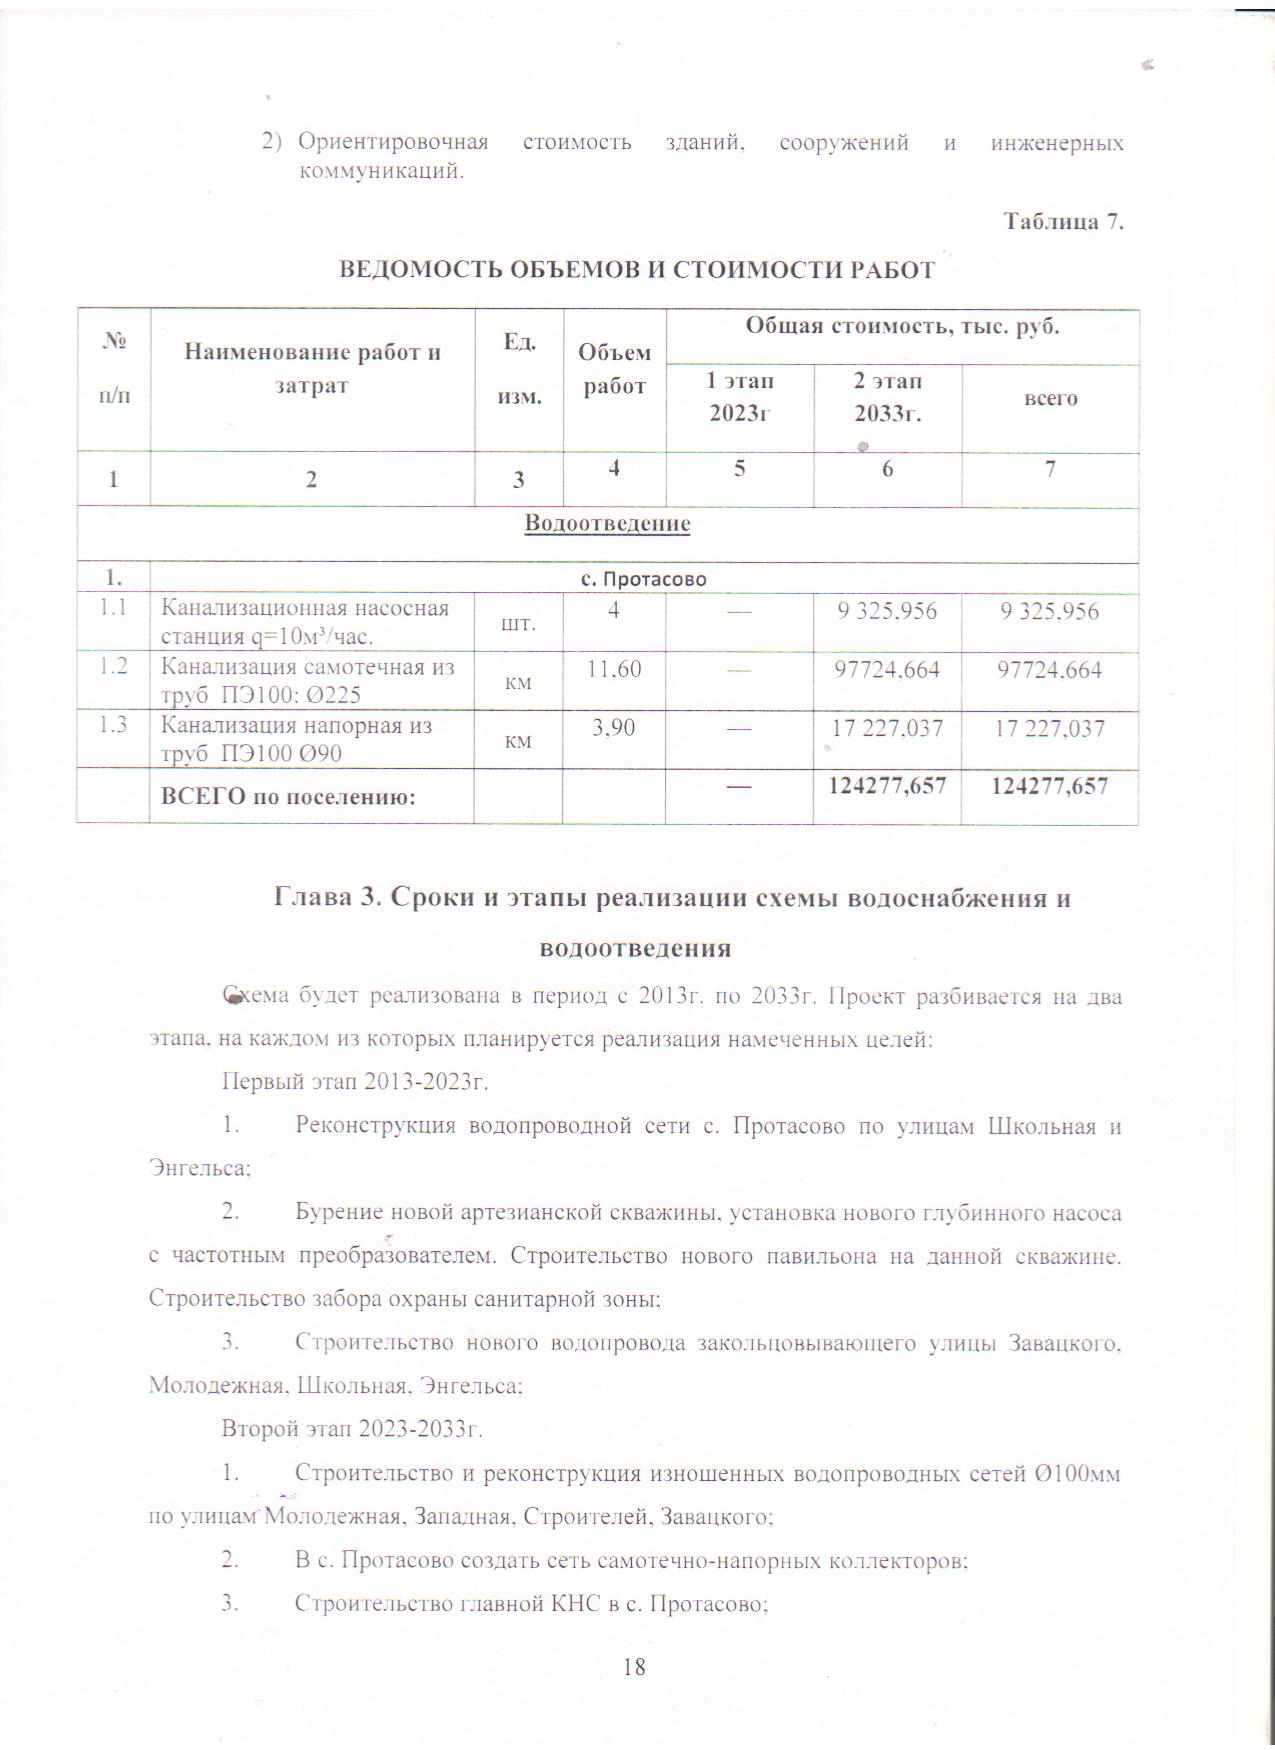 2) Ориентировочная стоимость зданий, сооружений и инженерных
коммуникаций.
Таблица 7.
ВЕДОМОСТЬ ОБЪЕМОВ И СТОИМОСТИ РАБОТ
№ п/п
Наименование работ и затрат
Ед. изм.
Объем работ
Общая стоимость, тыс. руб.
1 этап 2023г
2 этап 2033г.
всего
1 2 3 4 5 6 7
Водоотведение
1. с. Протасово
1.1 Канализационная насосная станция q=10м³/час. шт. 4 — 9 325,956 9 325,956
1.2 Канализация самотечная из труб ПЭ100: Ø225 км 11,60 — 97724,664 97724,664
1.3 Канализация напорная из труб ПЭ100 Ø90 км 3,90 — 17 227,037 17 227,037
ВСЕГО по поселению: — 124277,657 124277,657
Глава 3. Сроки и этапы реализации схемы водоснабжения и
водоотведения
Схема будет реализована в период с 2013г. по 2033г. Проект разбивается на два
этапа, на каждом из которых планируется реализация намеченных целей:
Первый этап 2013-2023г.
1. Реконструкция водопроводной сети с. Протасово по улицам Школьная и
Энгельса;
2. Бурение новой артезианской скважины, установка нового глубинного насоса
с частотным преобразователем. Строительство нового павильона на данной скважине.
Строительство забора охраны санитарной зоны;
3. Строительство нового водопровода закольцовывающего улицы Завацкого,
Молодежная, Школьная, Энгельса;
Второй этап 2023-2033г.
1. Строительство и реконструкция изношенных водопроводных сетей Ø100мм
по улицам Молодежная, Западная, Строителей, Завацкого;
2. В с. Протасово создать сеть самотечно-напорных коллекторов;
3. Строительство главной КНС в с. Протасово;
18